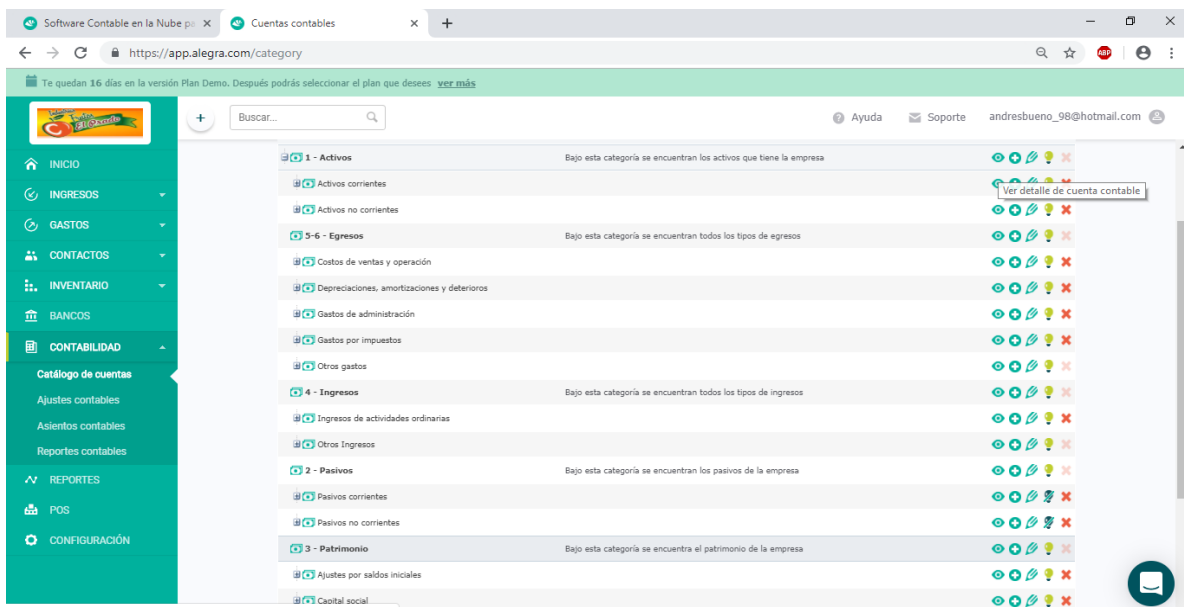 Software Contable en la Nube pa
Cuentas contables
https://app.alegra.com/category
ABP
Te quedan 16 días en la versión Plan Demo. Después podrás seleccionar el plan que desees ver más
Buscar...
Ayuda
Soporte
andresbueno_98@hotmail.com
INICIO
INGRESOS
GASTOS
CONTACTOS
INVENTARIO
BANCOS
CONTABILIDAD
Catálogo de cuentas
Ajustes contables
Asientos contables
Reportes contables
REPORTES
POS
CONFIGURACIÓN
1 - Activos Bajo esta categoría se encuentran los activos que tiene la empresa
Activos corrientes
Ver detalle de cuenta contable
Activos no corrientes
5-6 - Egresos Bajo esta categoría se encuentran todos los tipos de egresos
Costos de ventas y operación
Depreciaciones, amortizaciones y deterioros
Gastos de administración
Gastos por impuestos
Otros gastos
4 - Ingresos Bajo esta categoría se encuentran todos los tipos de ingresos
Ingresos de actividades ordinarias
Otros Ingresos
2 - Pasivos Bajo esta categoría se encuentran los pasivos de la empresa
Pasivos corrientes
Pasivos no corrientes
3 - Patrimonio Bajo esta categoría se encuentra el patrimonio de la empresa
Ajustes por saldos iniciales
Capital social